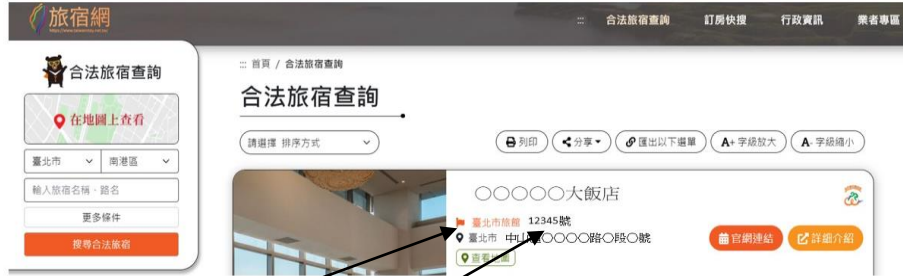 旅宿網
::: 合法旅宿查詢 訂房快搜 行政資訊 業者專區
合法旅宿查詢
在地圖上查看
臺北市 南港區
輸入旅宿名稱、路名
更多條件
搜尋合法旅宿
::: 首頁 / 合法旅宿查詢
合法旅宿查詢
請選擇 排序方式
列印 分享 匯出以下選單 A+ 字級放大 A- 字級縮小
○○○○○大飯店
臺北市旅館 12345號
臺北市 中山區○○○○路○段○號
查看地圖
官網連結 詳細介紹